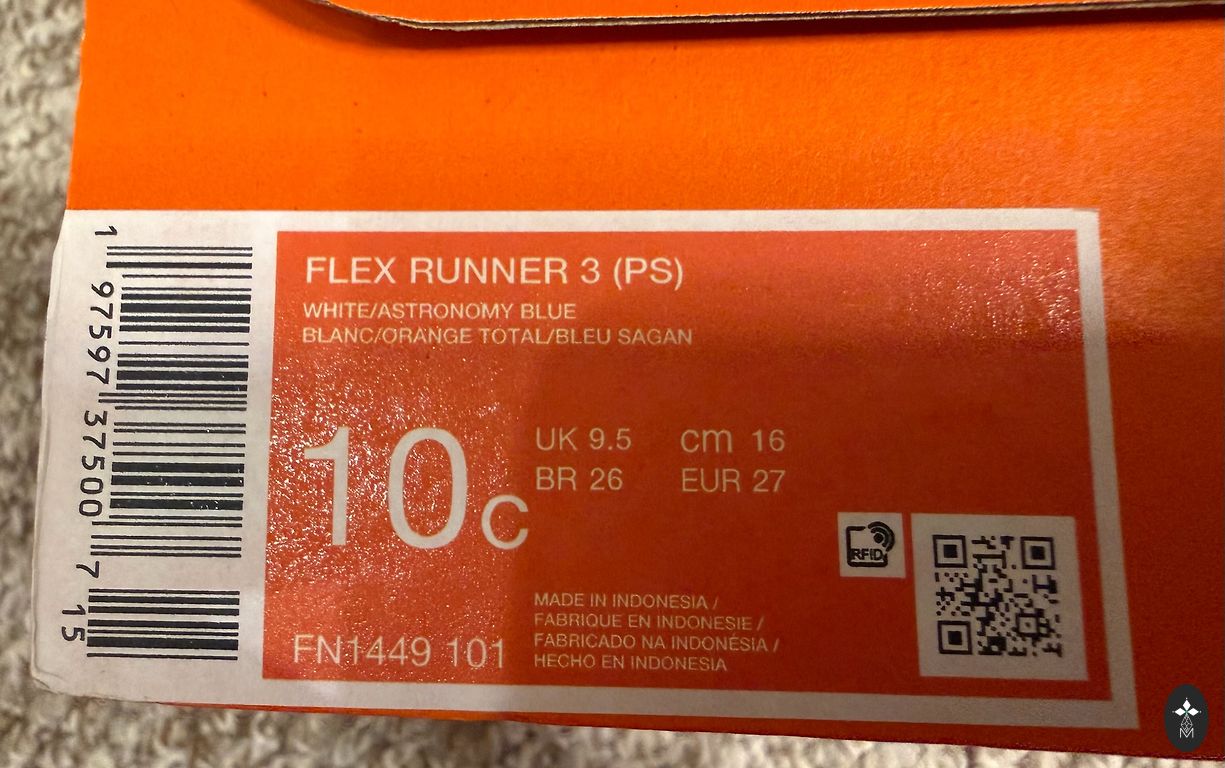 FLEX RUNNER 3 (PS)
WHITE/ASTRONOMY BLUE
BLANC/ORANGE TOTAL/BLEU SAGAN
10C
UK 9.5 cm 16
BR 26 EUR 27
RFID
MADE IN INDONESIA /
FABRIQUE EN INDONESIE /
FABRICADO NA INDONÉSIA /
HECHO EN INDONESIA
FN1449 101
1 97597 37500 7 15
M